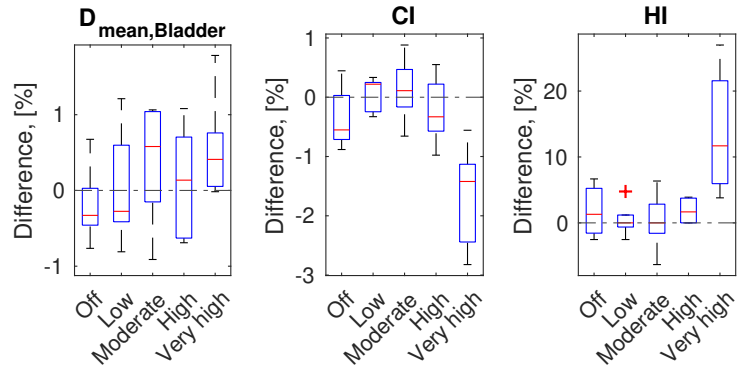 D mean,Bladder
Difference, [%]
1
0
-1
Off
Low
Moderate
High
Very high
CI
Difference, [%]
1
0
-1
-2
-3
Off
Low
Moderate
High
Very high
HI
Difference, [%]
20
10
0
Off
Low
Moderate
High
Very high